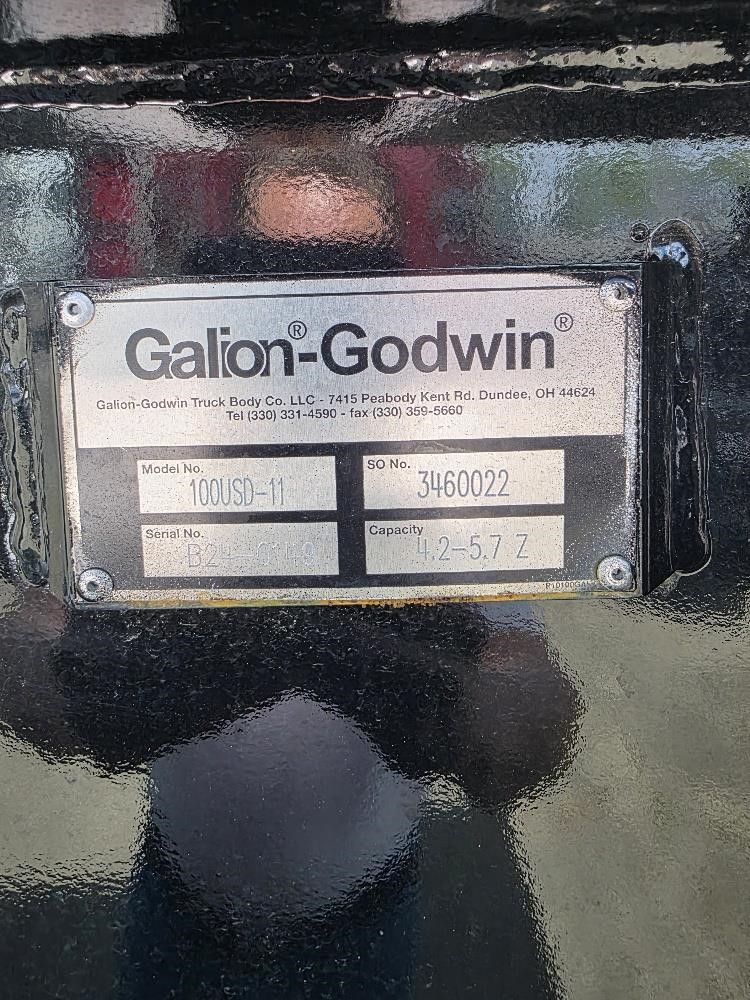 Galion®-Godwin®
Galion-Godwin Truck Body Co. LLC - 7415 Peabody Kent Rd. Dundee, OH 44624
Tel (330) 331-4590 - fax (330) 359-5660
Model No.
100USD-11
SO No.
3460022
Serial No.
Capacity
4.2-5.7 Z